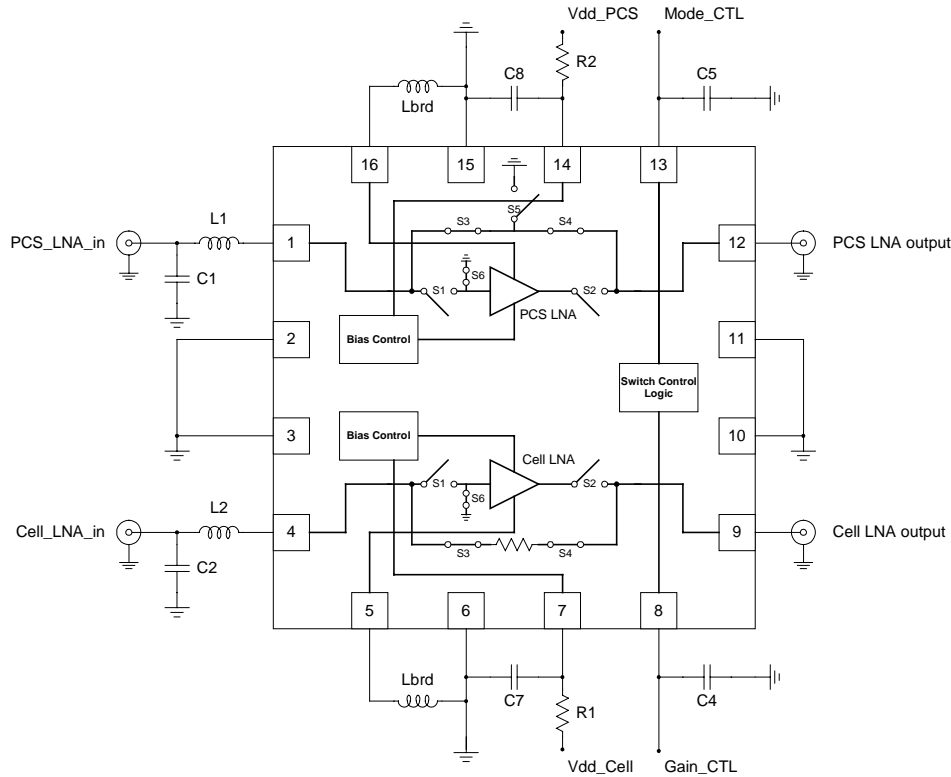 Vdd_PCS Mode_CTL
R2
C8 C5
Lbrd
16 15 14 13
L1 S5
PCS_LNA_in 1 S3 S4 12 PCS LNA output
C1 S6
S1 S2
PCS LNA
2 Bias Control 11
Switch Control
Logic
3 Bias Control 10
Cell LNA
S1 S6 S2
L2
Cell_LNA_in 4 9 Cell LNA output
S3 S4
C2
5 6 7 8
Lbrd
C7 C4
R1
Vdd_Cell Gain_CTL